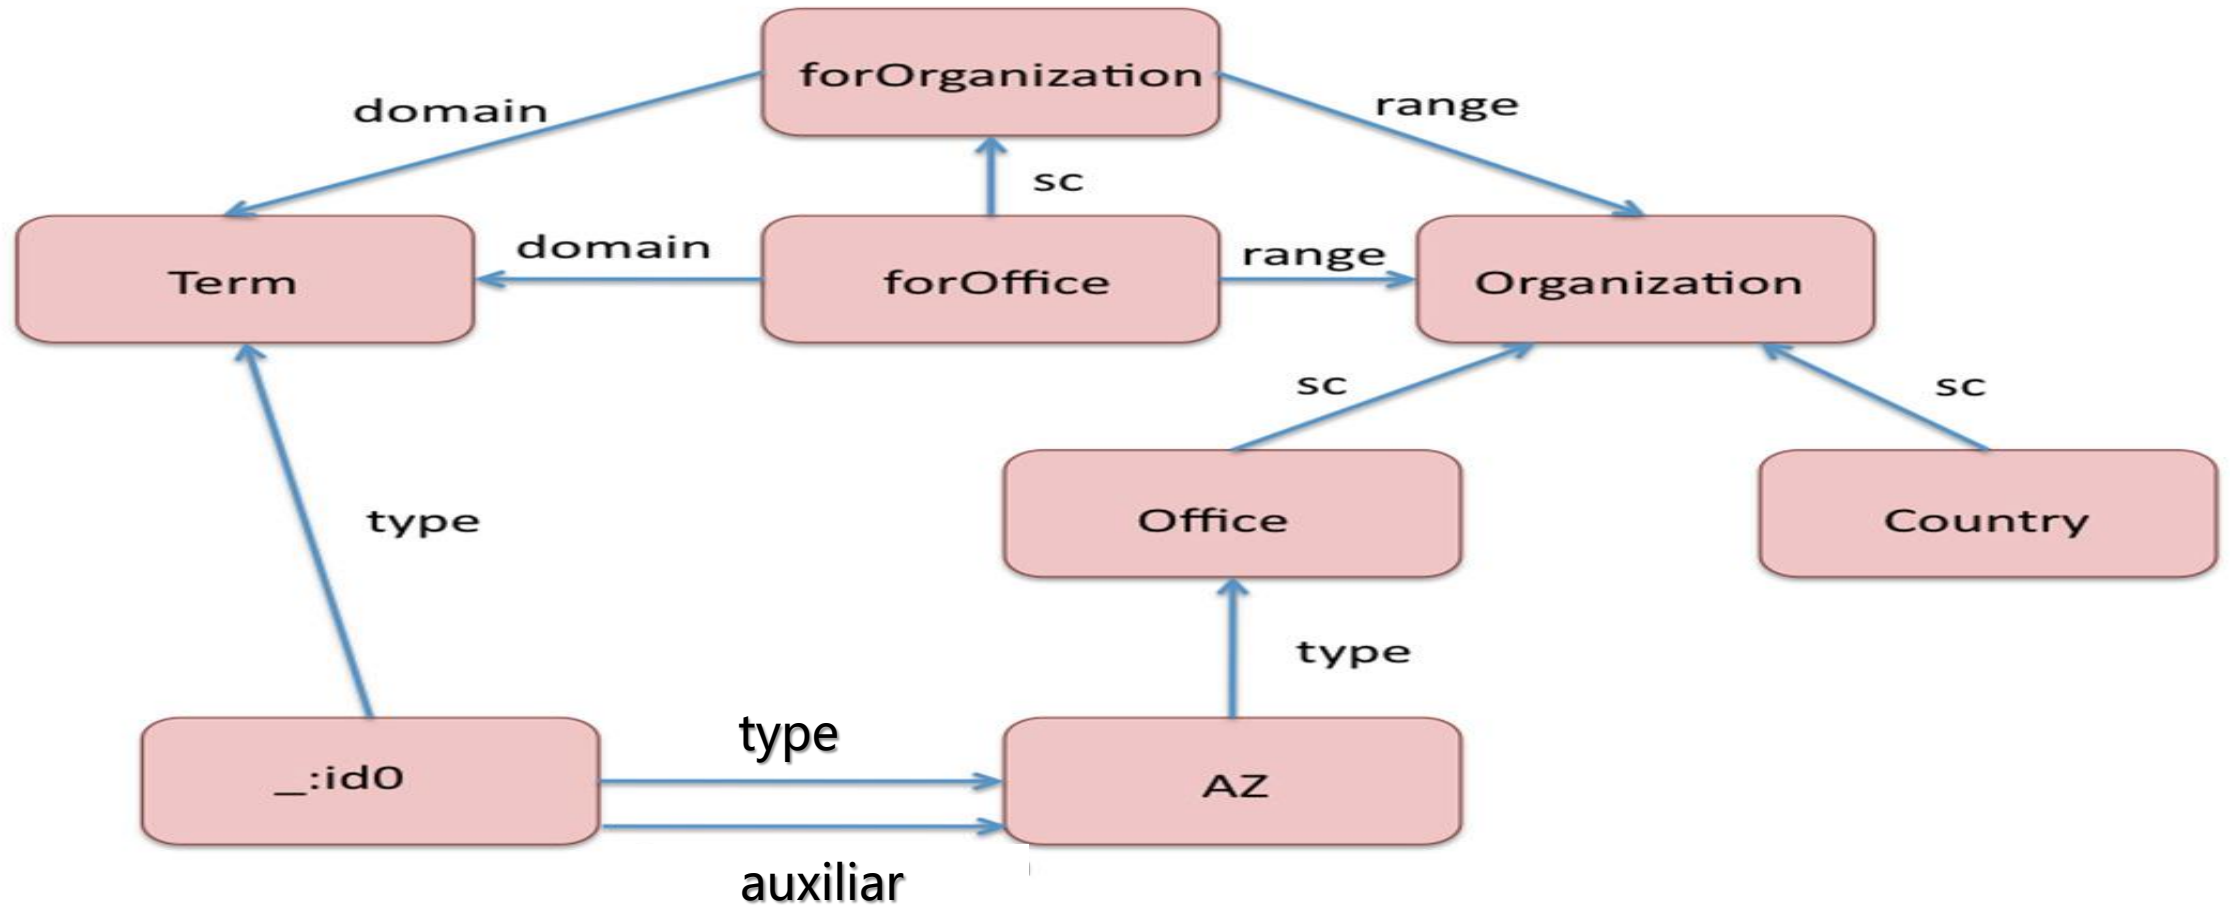 forOrganization
domain
range
sc
Term
domain
forOffice
range
Organization
sc
sc
type
Office
Country
type
_:id0
type
AZ
auxiliar